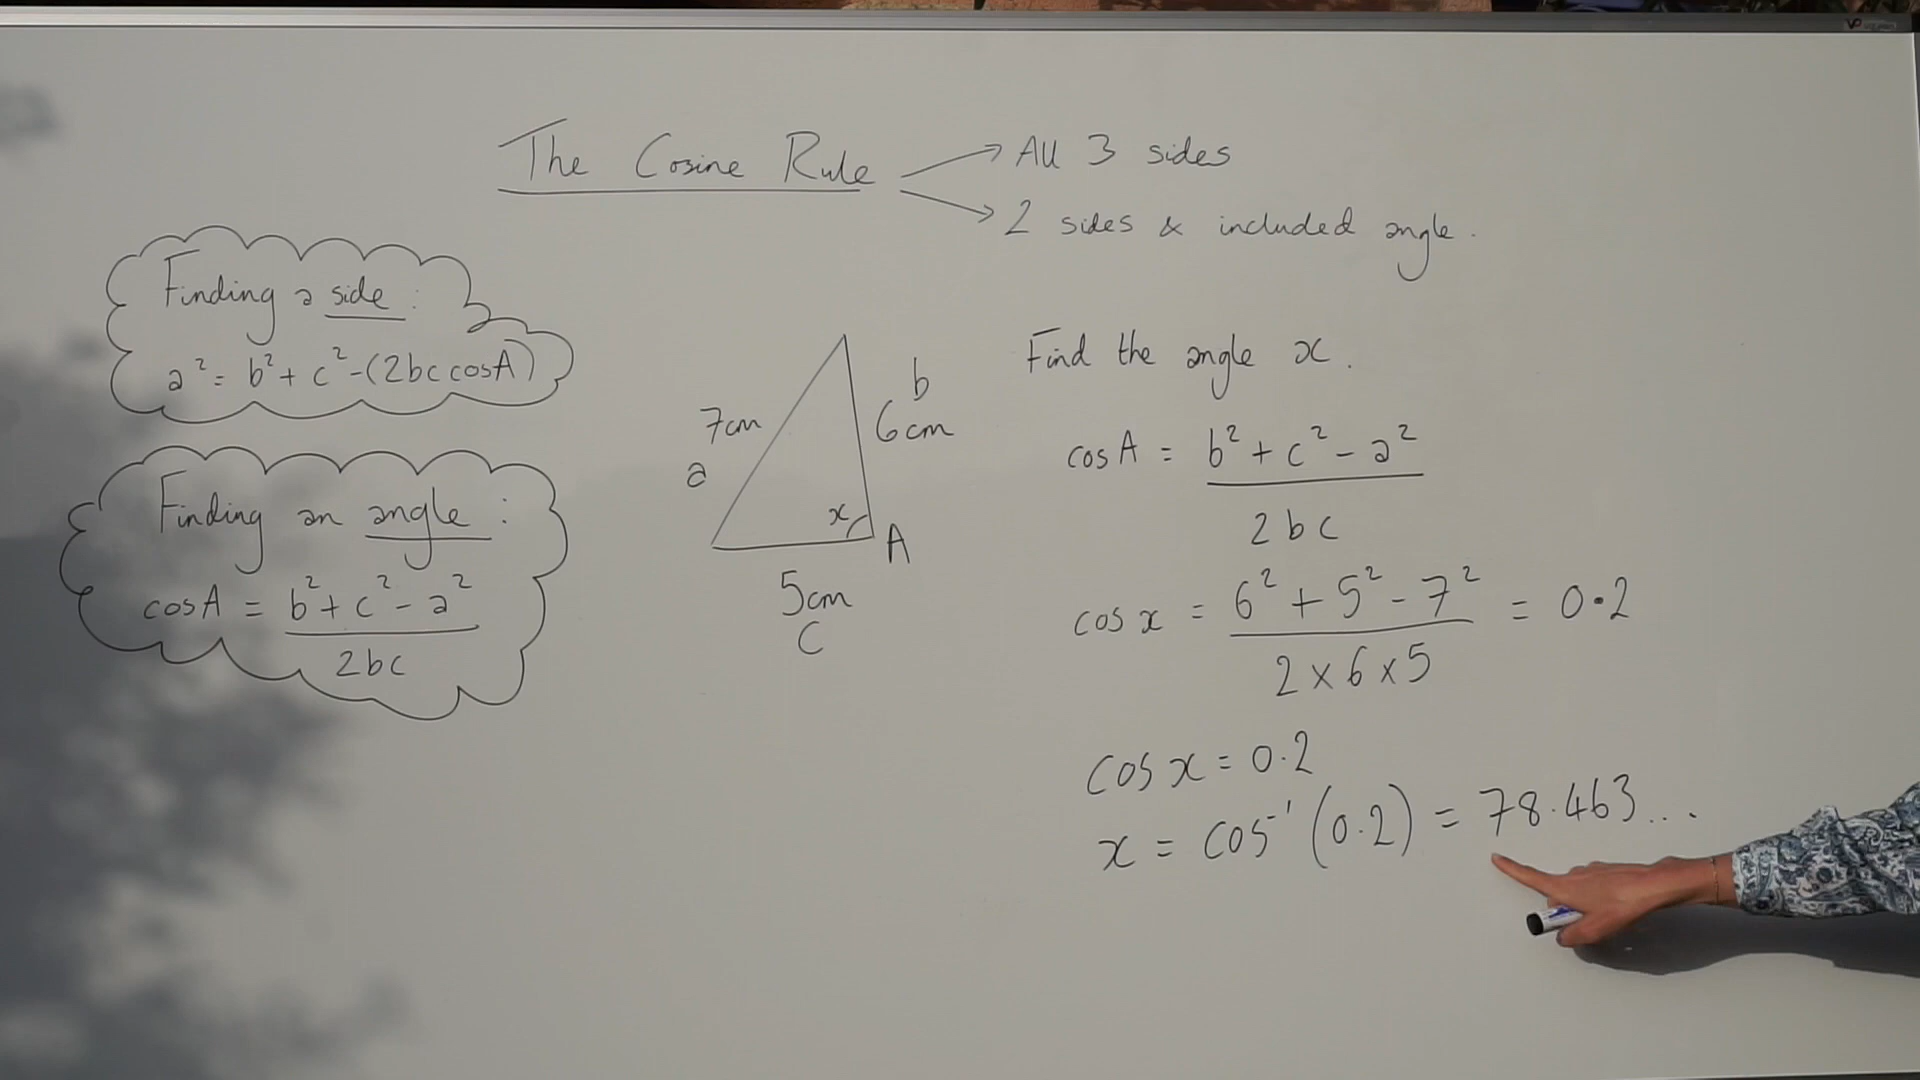 The Cosine Rule
All 3 sides
2 sides & included angle.
Finding a side:
a² = b² + c² - (2bc cosA)
Finding an angle:
cosA = b² + c² - a²
2bc
7cm
a
b
6cm
x
A
5cm
C
Find the angle x.
cosA = b² + c² - a²
2bc
cos x = 6² + 5² - 7² = 0.2
2 x 6 x 5
cos x = 0.2
x = cos⁻¹ (0.2) = 78.463...